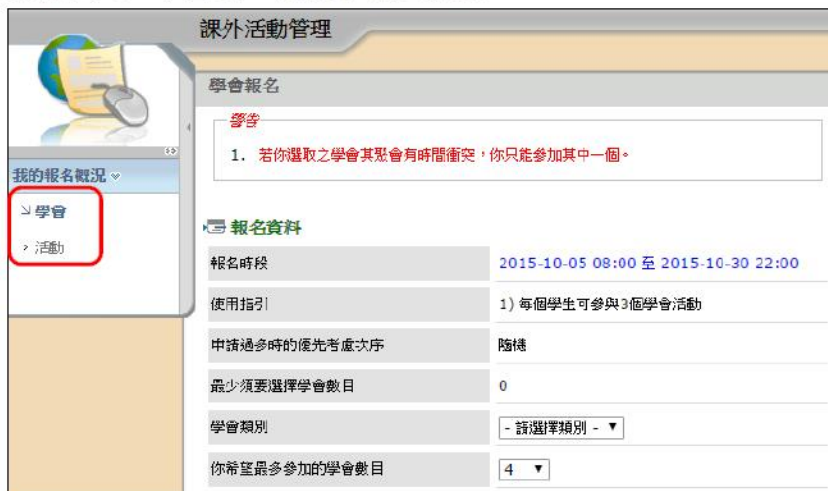 課外活動管理
學會報名
警告
1. 若你選取之學會其聚會有時間衝突,你只能參加其中一個。
我的報名概況
學會
活動
報名資料
報名時段 2015-10-05 08:00 至 2015-10-30 22:00
使用指引 1) 每個學生可參與3個學會活動
申請過多時的優先考慮次序 隨機
最少須要選擇學會數目 0
學會類別 - 請選擇類別 -
你希望最多參加的學會數目 4